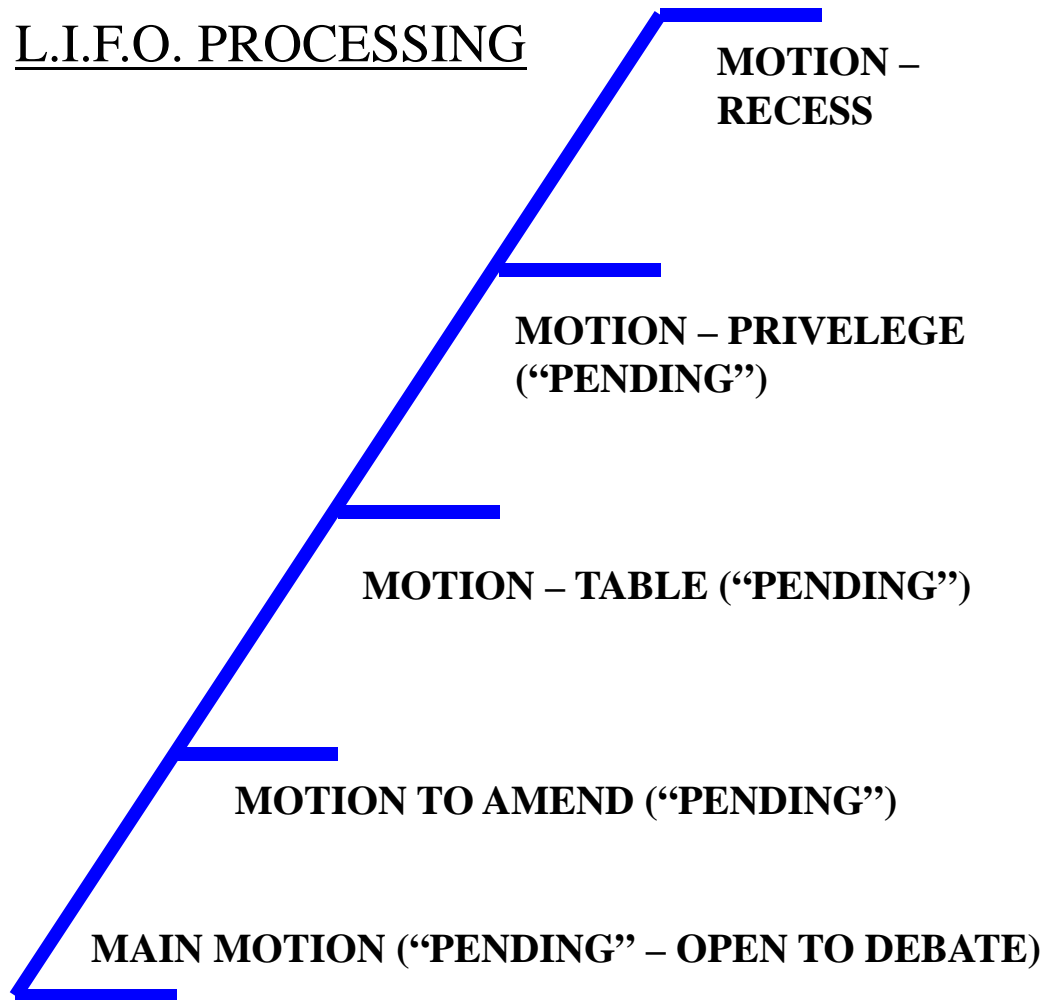 L.I.F.O. PROCESSING
MOTION –
RECESS
MOTION – PRIVELEGE
(“PENDING”)
MOTION – TABLE (“PENDING”)
MOTION TO AMEND (“PENDING”)
MAIN MOTION (“PENDING” – OPEN TO DEBATE)